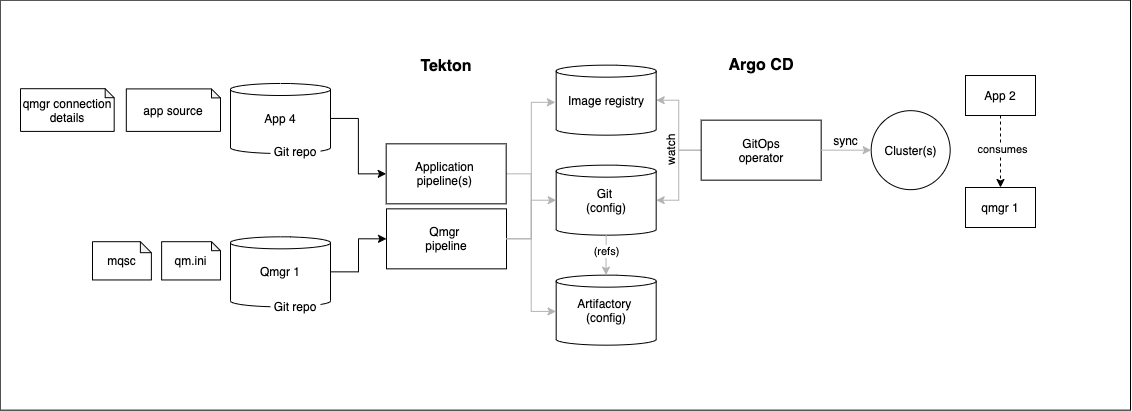 Tekton
Argo CD
qmgr connection
details
app source
App 4
Git repo
Application
pipeline(s)
Image registry
watch
GitOps
operator
sync
Cluster(s)
App 2
consumes
qmgr 1
Git
(config)
(refs)
mqsc
qm.ini
Qmgr 1
Git repo
Qmgr
pipeline
Artifactory
(config)